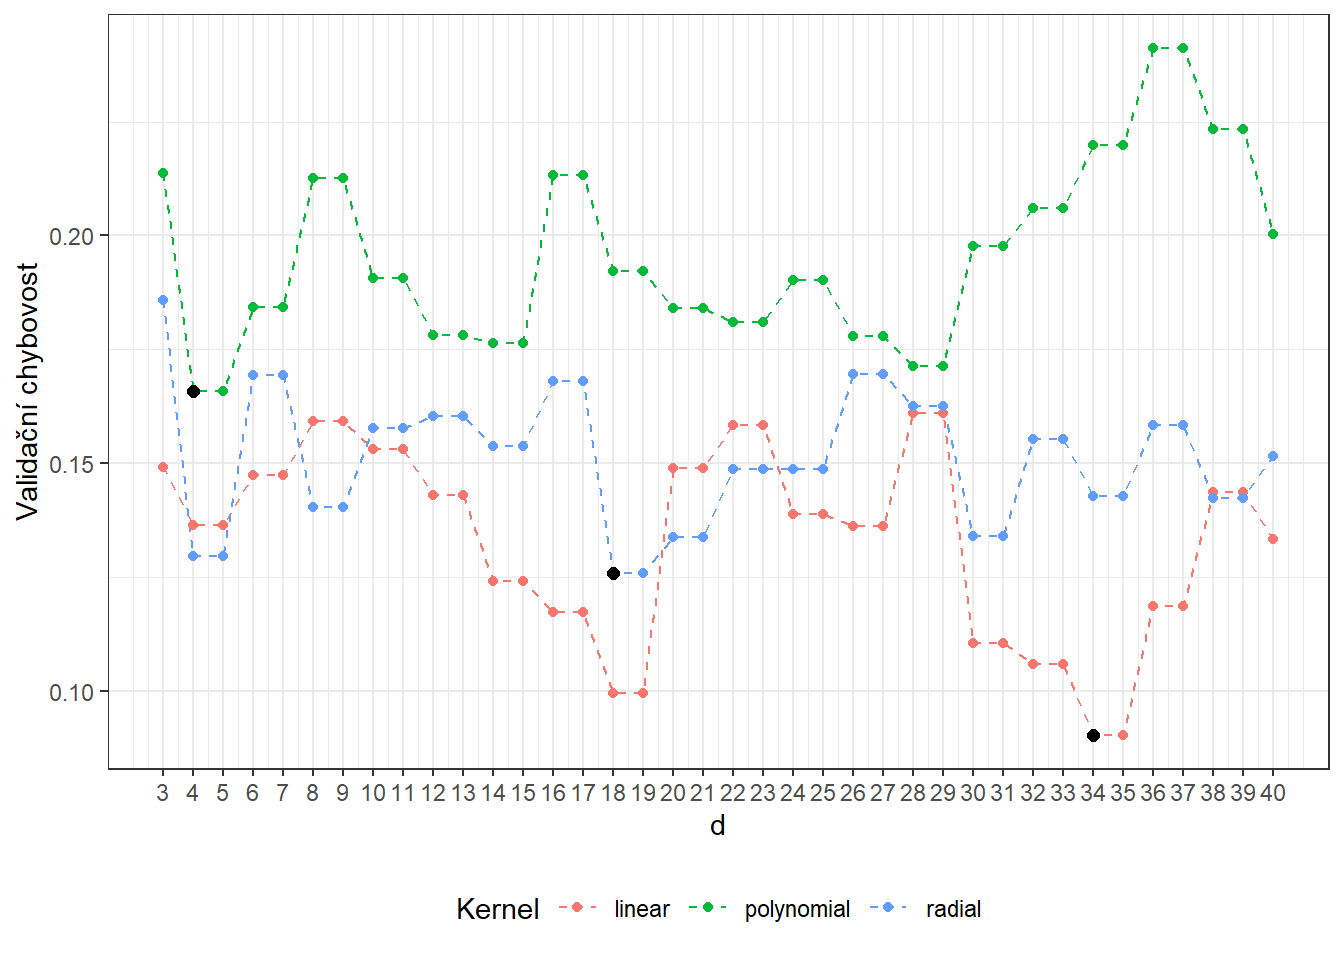 Validační chybovost
0.20
0.15
0.10
3 4 5 6 7 8 9 10 11 12 13 14 15 16 17 18 19 20 21 22 23 24 25 26 27 28 29 30 31 32 33 34 35 36 37 38 39 40
d
Kernel linear polynomial radial